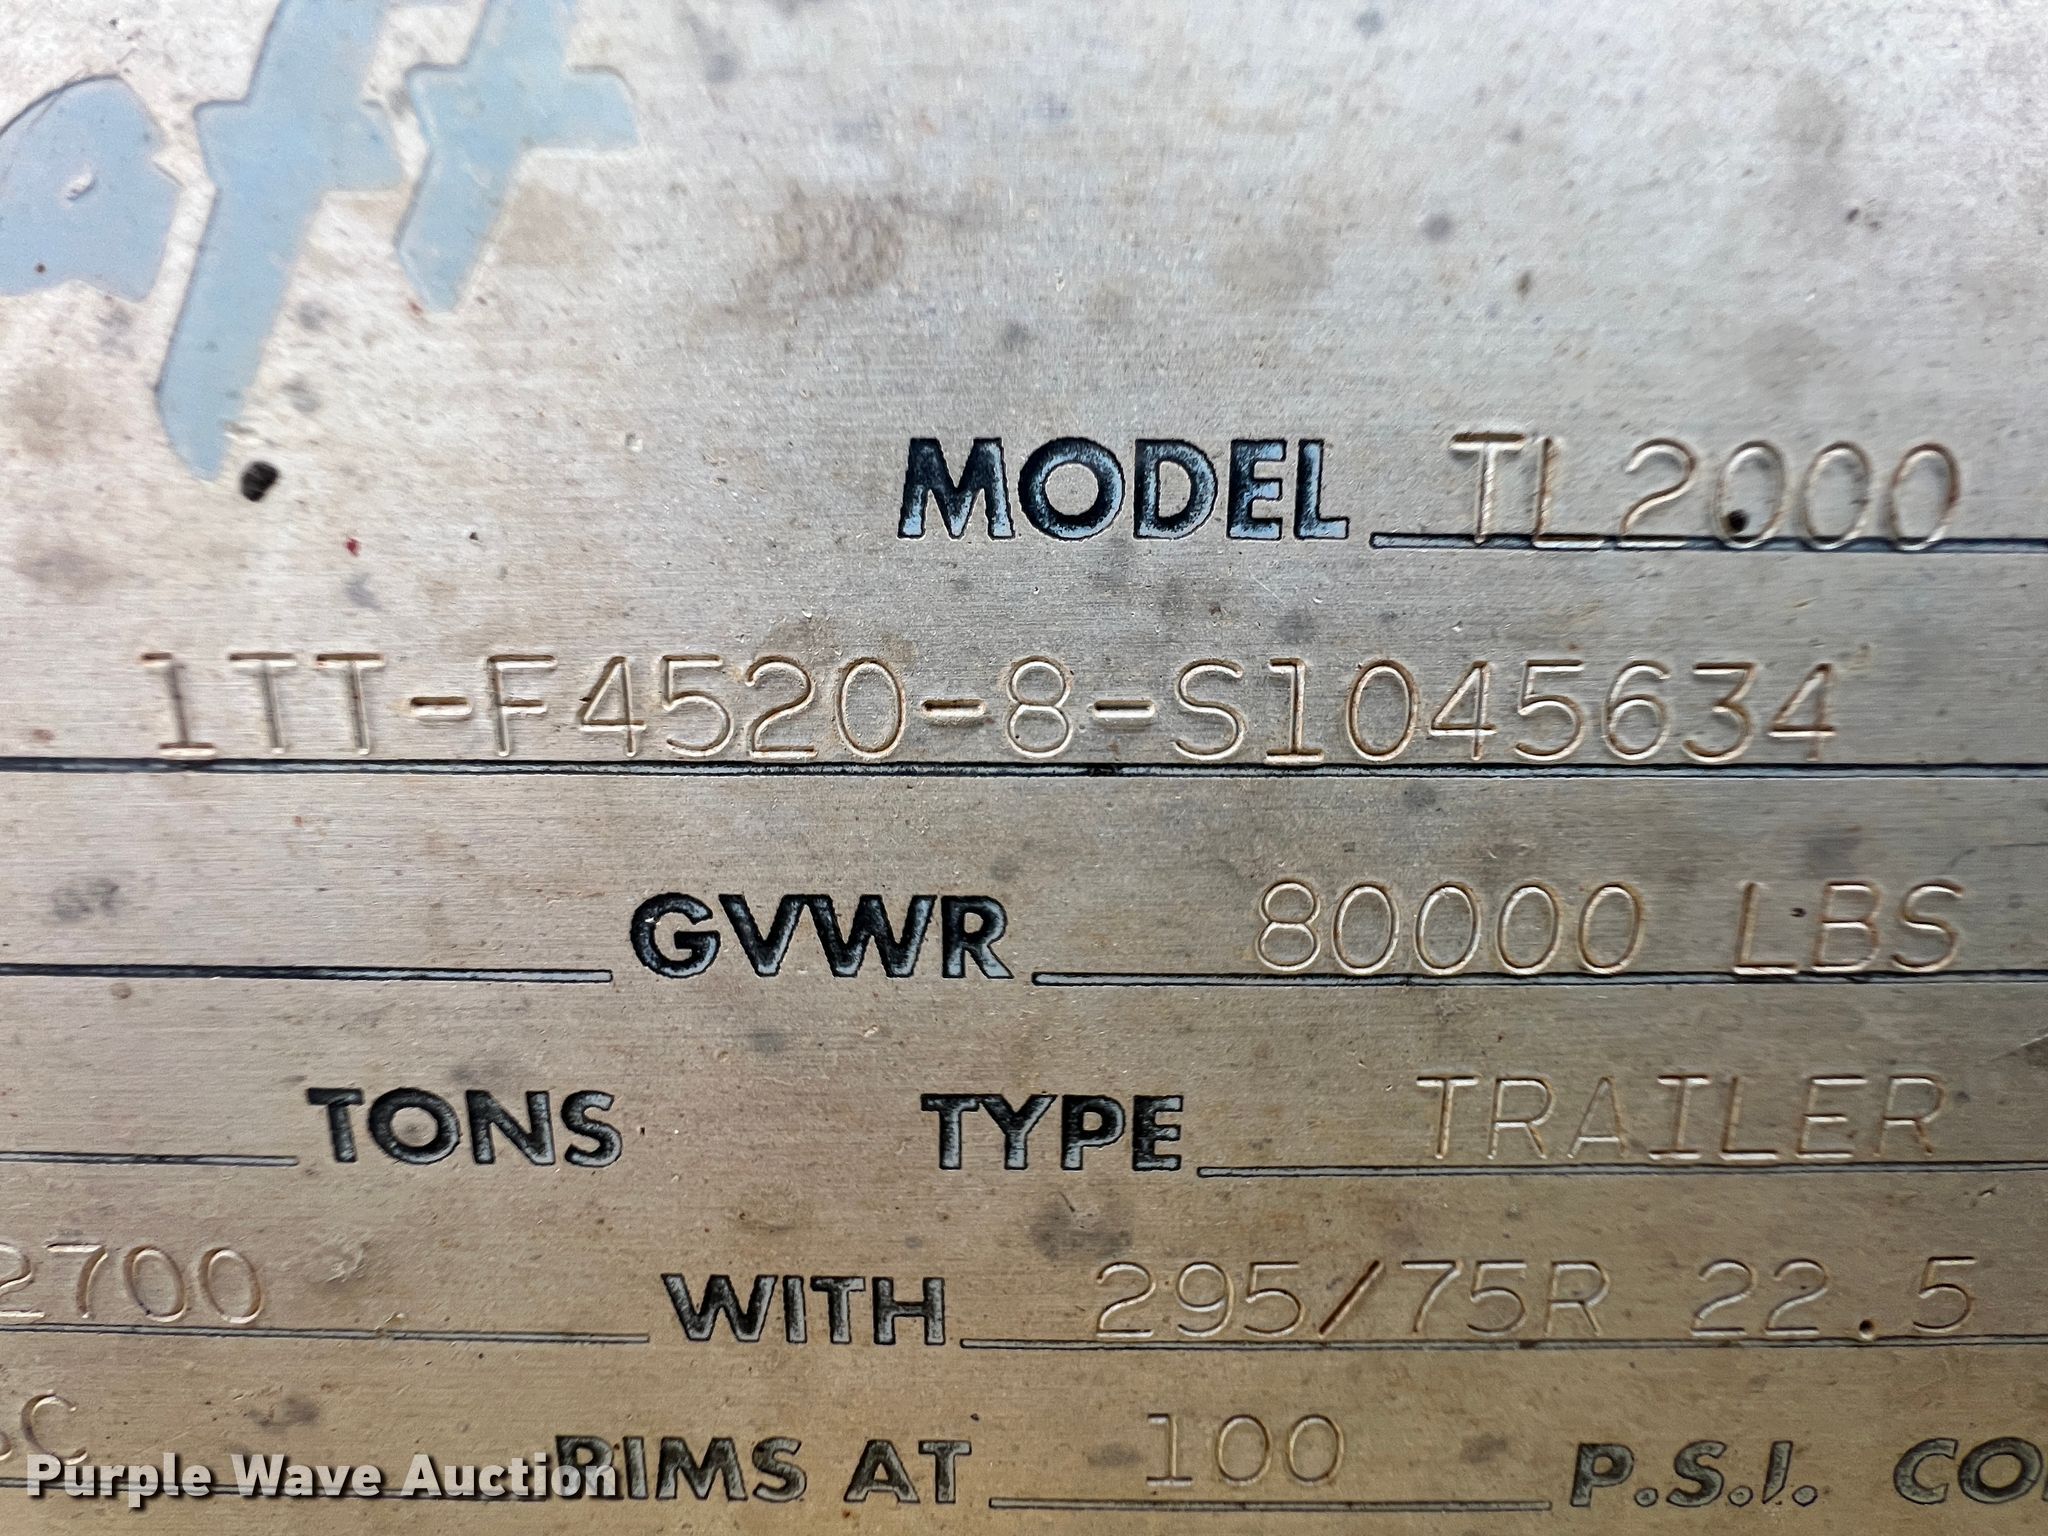 MODEL TL2000
1TT-F4520-8-S1045634
GVWR 80000 LBS
TONS TYPE TRAILER
2700 WITH 295/75R 22.5
RIMS AT 100 P.S.I.
Purple Wave Auction